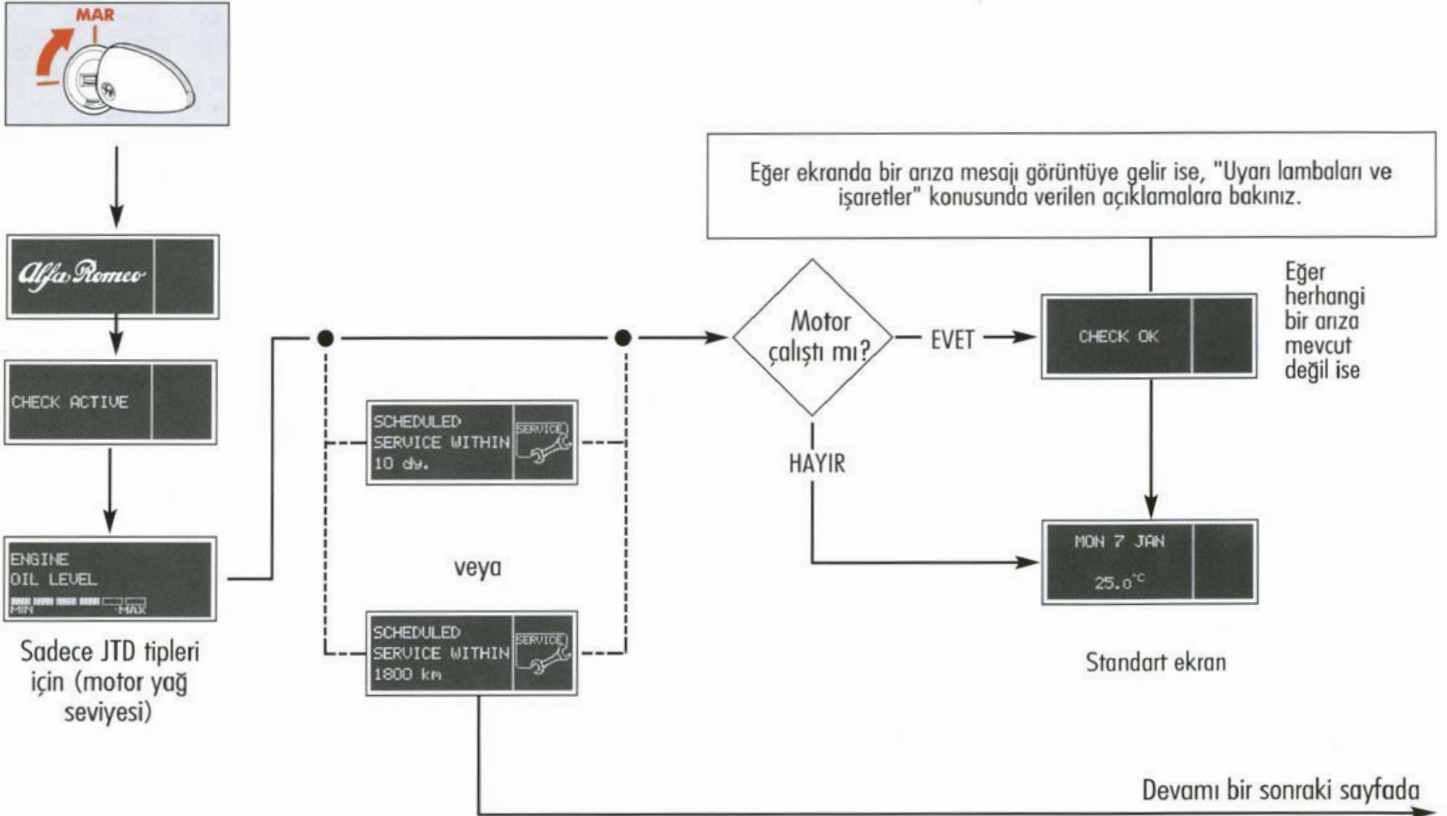 MAR
Alfa Romeo
CHECK ACTIVE
ENGINE
OIL LEVEL
MIN MAX
Sadece JTD tipleri
için (motor yağ
seviyesi)
SCHEDULED
SERVICE WITHIN
10 dy.
SERVICE
veya
SCHEDULED
SERVICE WITHIN
1800 km
SERVICE
Eğer ekranda bir arıza mesajı görüntüye gelir ise, "Uyarı lambaları ve
işaretler" konusunda verilen açıklamalara bakınız.
Motor
çalıştı mı?
EVET
HAYIR
CHECK OK
Eğer
herhangi
bir arıza
mevcut
değil ise
MON 7 JAN
25.0°C
Standart ekran
Devamı bir sonraki sayfada